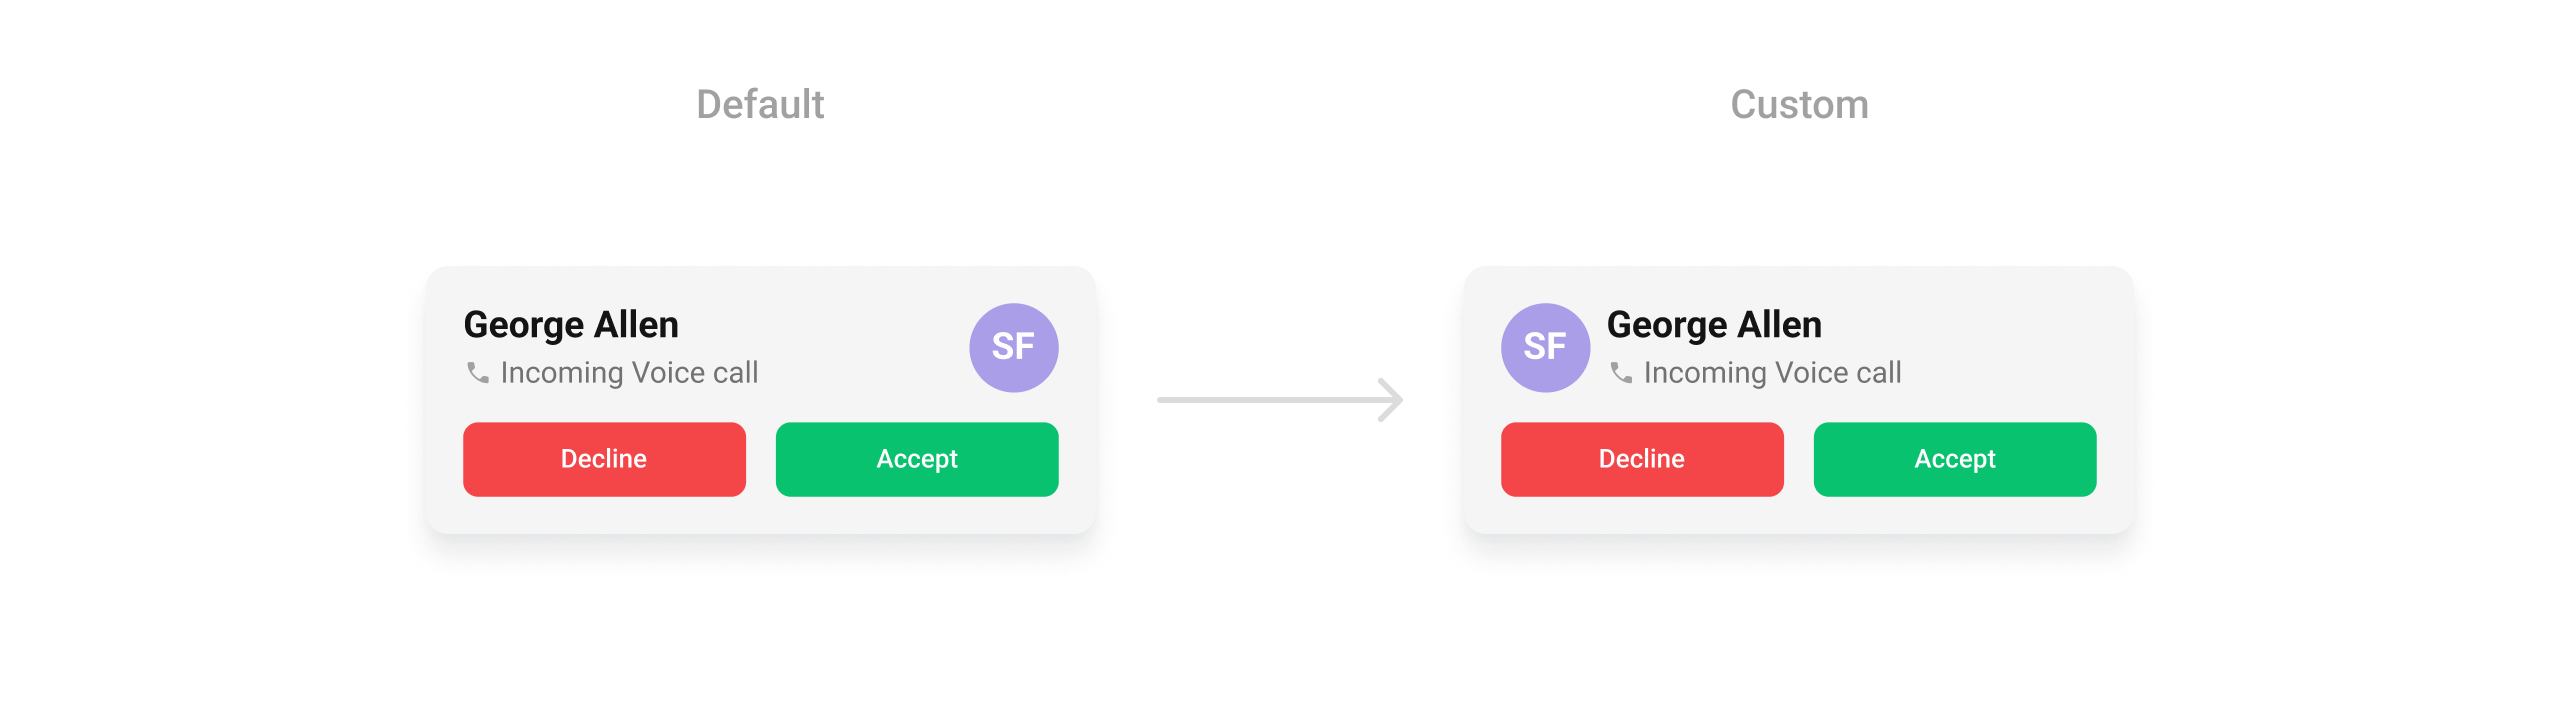 Default
George Allen
SF
Incoming Voice call
Decline
Accept
Custom
SF
George Allen
Incoming Voice call
Decline
Accept